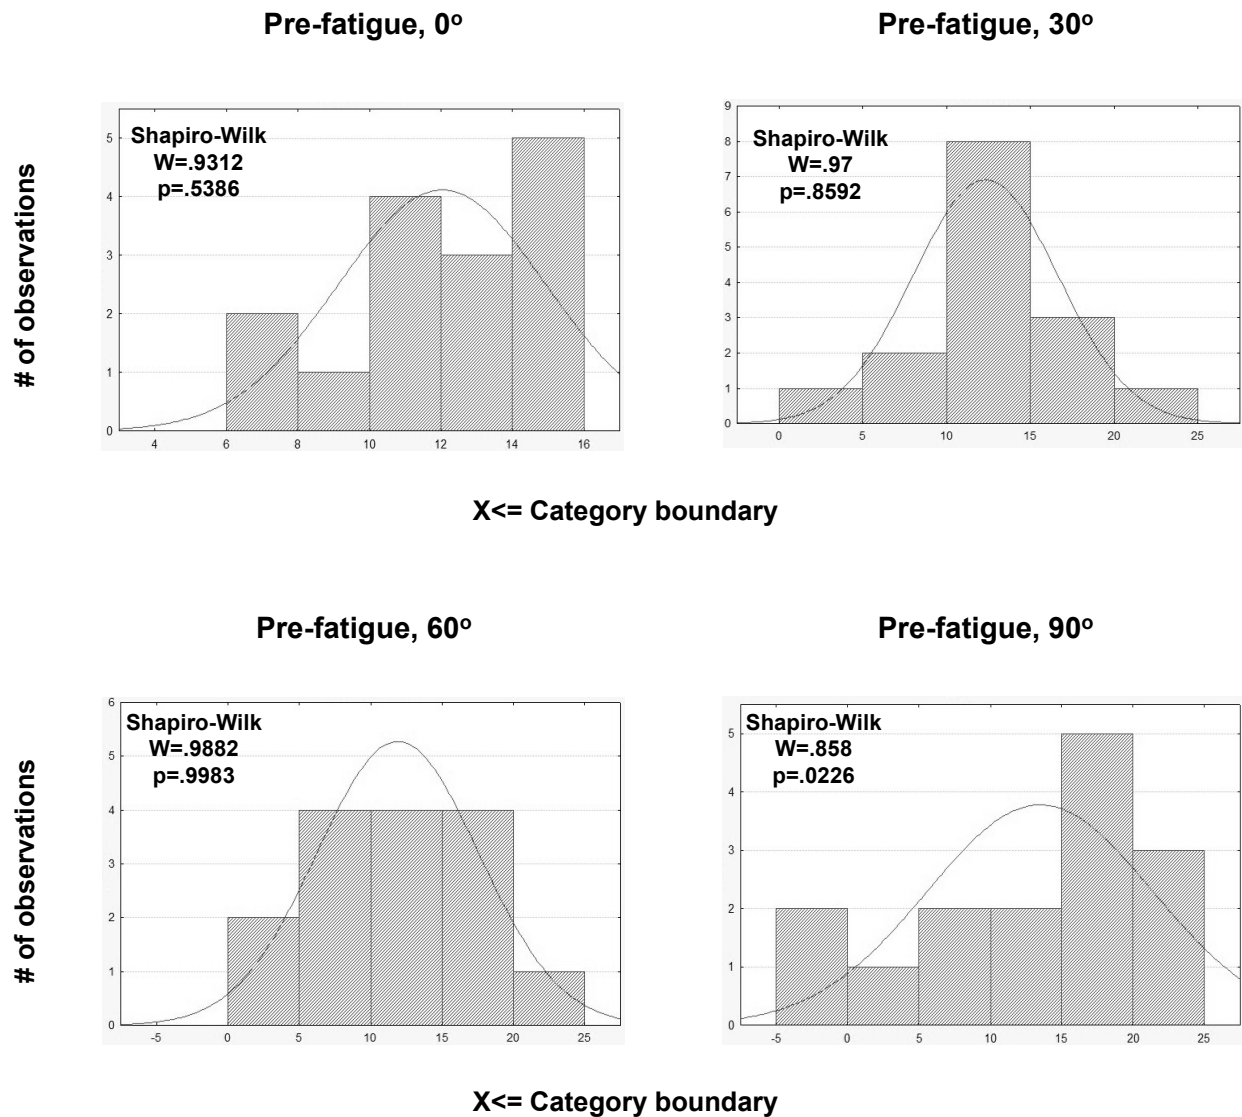 Pre-fatigue, 0º
Pre-fatigue, 30º
# of observations
Shapiro-Wilk
W=.9312
p=.5386
5
4
3
2
1
0
4 6 8 10 12 14 16
Shapiro-Wilk
W=.97
p=.8592
9
8
7
6
5
4
3
2
1
0
0 5 10 15 20 25
X<= Category boundary
Pre-fatigue, 60º
Pre-fatigue, 90º
# of observations
Shapiro-Wilk
W=.9882
p=.9983
6
5
4
3
2
1
0
-5 0 5 10 15 20 25
Shapiro-Wilk
W=.858
p=.0226
5
4
3
2
1
0
-5 0 5 10 15 20 25
X<= Category boundary